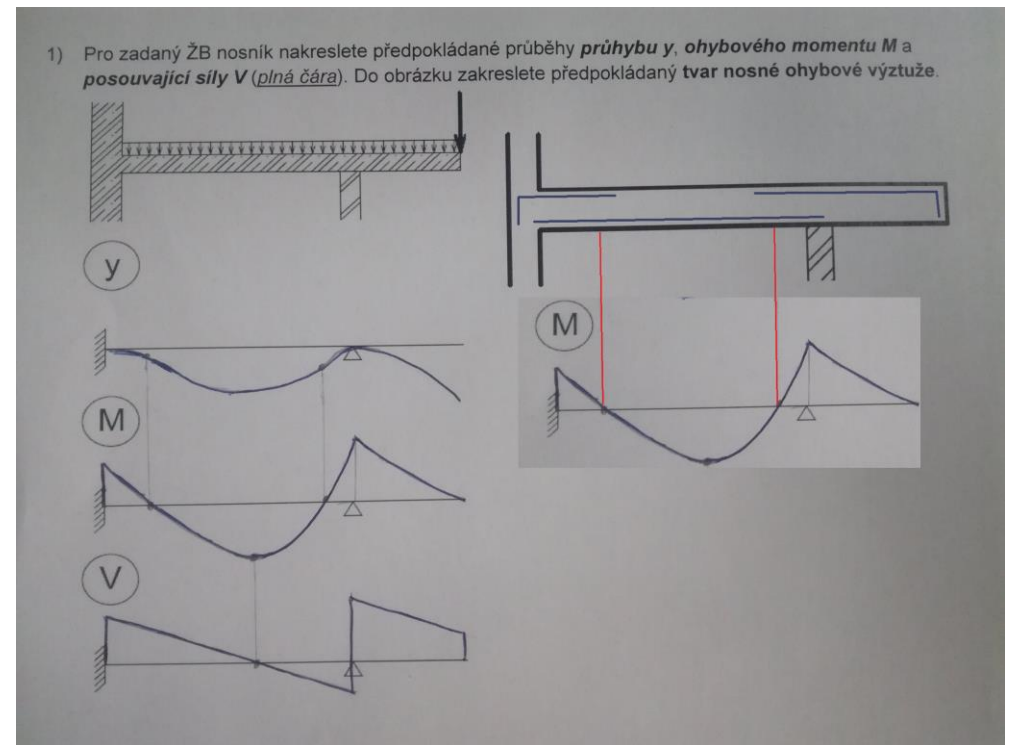 1) Pro zadaný ŽB nosník nakreslete předpokládané průběhy průhybu y, ohybového momentu M a
posouvající síly V (plná čára). Do obrázku zakreslete předpokládaný tvar nosné ohybové výztuže.
y
M
M
V